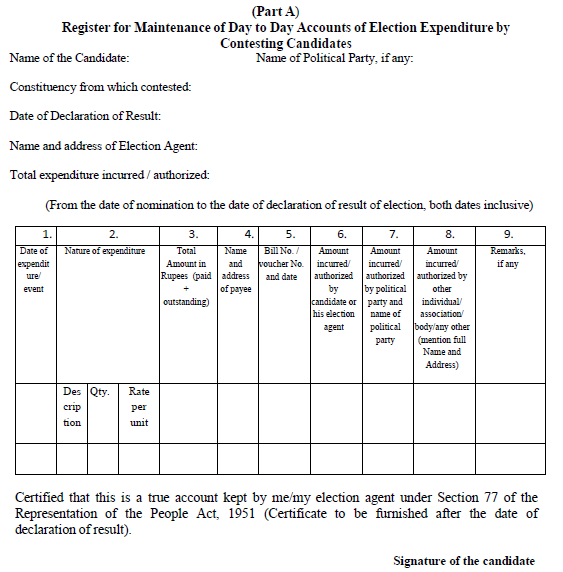 (Part A)
Register for Maintenance of Day to Day Accounts of Election Expenditure by
Contesting Candidates
Name of the Candidate: Name of Political Party, if any:
Constituency from which contested:
Date of Declaration of Result:
Name and address of Election Agent:
Total expenditure incurred / authorized:
(From the date of nomination to the date of declaration of result of election, both dates inclusive)
1. 2. 3. 4. 5. 6. 7. 8. 9.
Date of
expendit
ure/
event
Nature of expenditure
Total
Amount in
Rupees (paid
+
outstanding)
Name
and
address
of payee
Bill No. /
voucher No.
and date
Amount
incurred/
authorized
by
candidate or
his election
agent
Amount
incurred/
authorized
by political
party and
name of
political
party
Amount
incurred/
authorized by
other
individual/
association/
body/any other
(mention full
Name and
Address)
Remarks,
if any
Des
crip
tion
Qty.
Rate
per
unit
Certified that this is a true account kept by me/my election agent under Section 77 of the
Representation of the People Act, 1951 (Certificate to be furnished after the date of
declaration of result).
Signature of the candidate